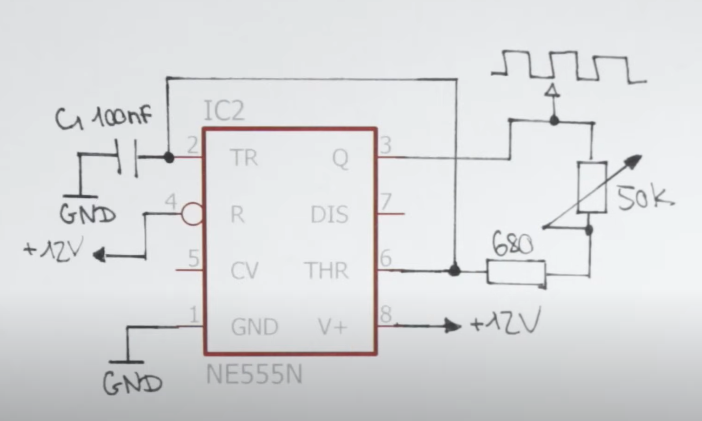 C1 100nF
IC2
2
TR
Q
3
GND
4
R
DIS
7
50k
+12V
680
5
CV
THR
6
1
GND
V+
8
+12V
GND
NE555N